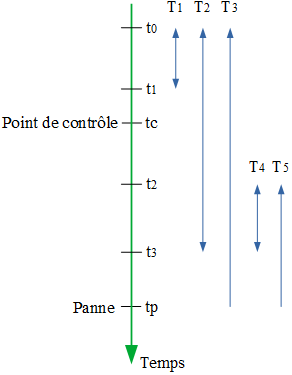 T1 T2 T3
t0
t1
Point de contrôle tc
t2
T4 T5
t3
Panne tp
Temps